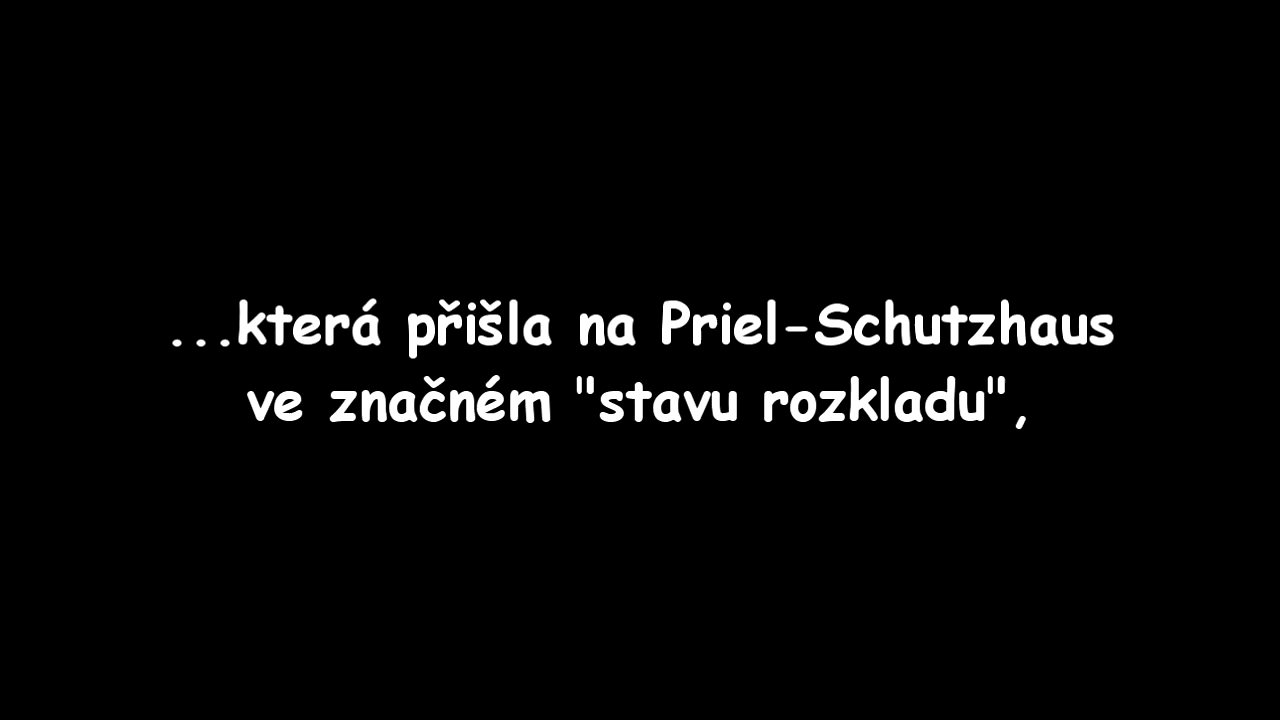 ...která přišla na Priel-Schutzhaus
ve značném "stavu rozkladu",